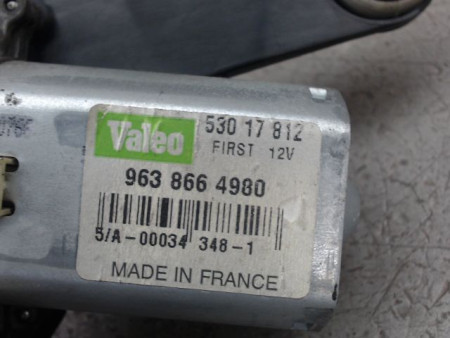 Valeo 530 17 812
FIRST 12V
963 866 4980
5/A-00034 348-1
MADE IN FRANCE